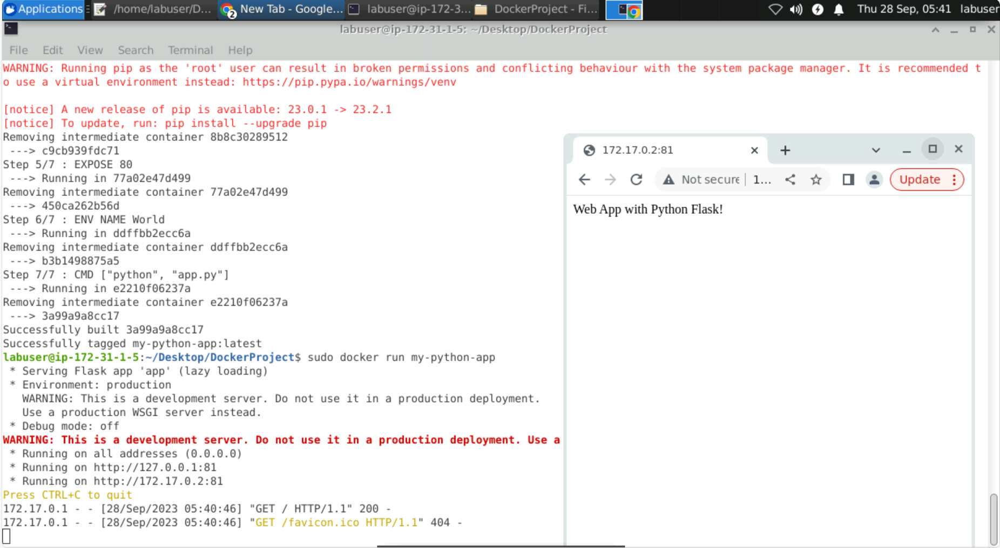 Applications
/home/labuser/D...
2
New Tab - Google...
labuser@ip-172-3...
DockerProject - Fi...
Thu 28 Sep, 05:41
labuser
labuser@ip-172-31-1-5: ~/Desktop/DockerProject
File Edit View Search Terminal Help
WARNING: Running pip as the 'root' user can result in broken permissions and conflicting behaviour with the system package manager. It is recommended t
o use a virtual environment instead: https://pip.pypa.io/warnings/venv
[notice] A new release of pip is available: 23.0.1 -> 23.2.1
[notice] To update, run: pip install --upgrade pip
Removing intermediate container 8b8c30289512
---> c9cb939fdc71
Step 5/7 : EXPOSE 80
---> Running in 77a02e47d499
Removing intermediate container 77a02e47d499
---> 450ca262b56d
Step 6/7 : ENV NAME World
---> Running in ddffbb2ecc6a
Removing intermediate container ddffbb2ecc6a
---> b3b1498875a5
Step 7/7 : CMD ["python", "app.py"]
---> Running in e2210f06237a
Removing intermediate container e2210f06237a
---> 3a99a9a8cc17
Successfully built 3a99a9a8cc17
Successfully tagged my-python-app:latest
labuser@ip-172-31-1-5:~/Desktop/DockerProject$ sudo docker run my-python-app
* Serving Flask app 'app' (lazy loading)
* Environment: production
WARNING: This is a development server. Do not use it in a production deployment.
Use a production WSGI server instead.
* Debug mode: off
WARNING: This is a development server. Do not use it in a production deployment. Use a
* Running on all addresses (0.0.0.0)
* Running on http://127.0.0.1:81
* Running on http://172.17.0.2:81
Press CTRL+C to quit
172.17.0.1 - - [28/Sep/2023 05:40:46] "GET / HTTP/1.1" 200 -
172.17.0.1 - - [28/Sep/2023 05:40:46] "GET /favicon.ico HTTP/1.1" 404 -
172.17.0.2:81
Not secure 1... Update
Web App with Python Flask!